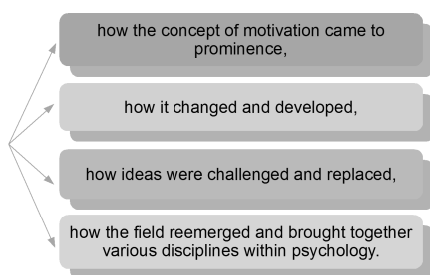 how the concept of motivation came to
prominence,
how it changed and developed,
how ideas were challenged and replaced,
how the field reemerged and brought together
various disciplines within psychology.